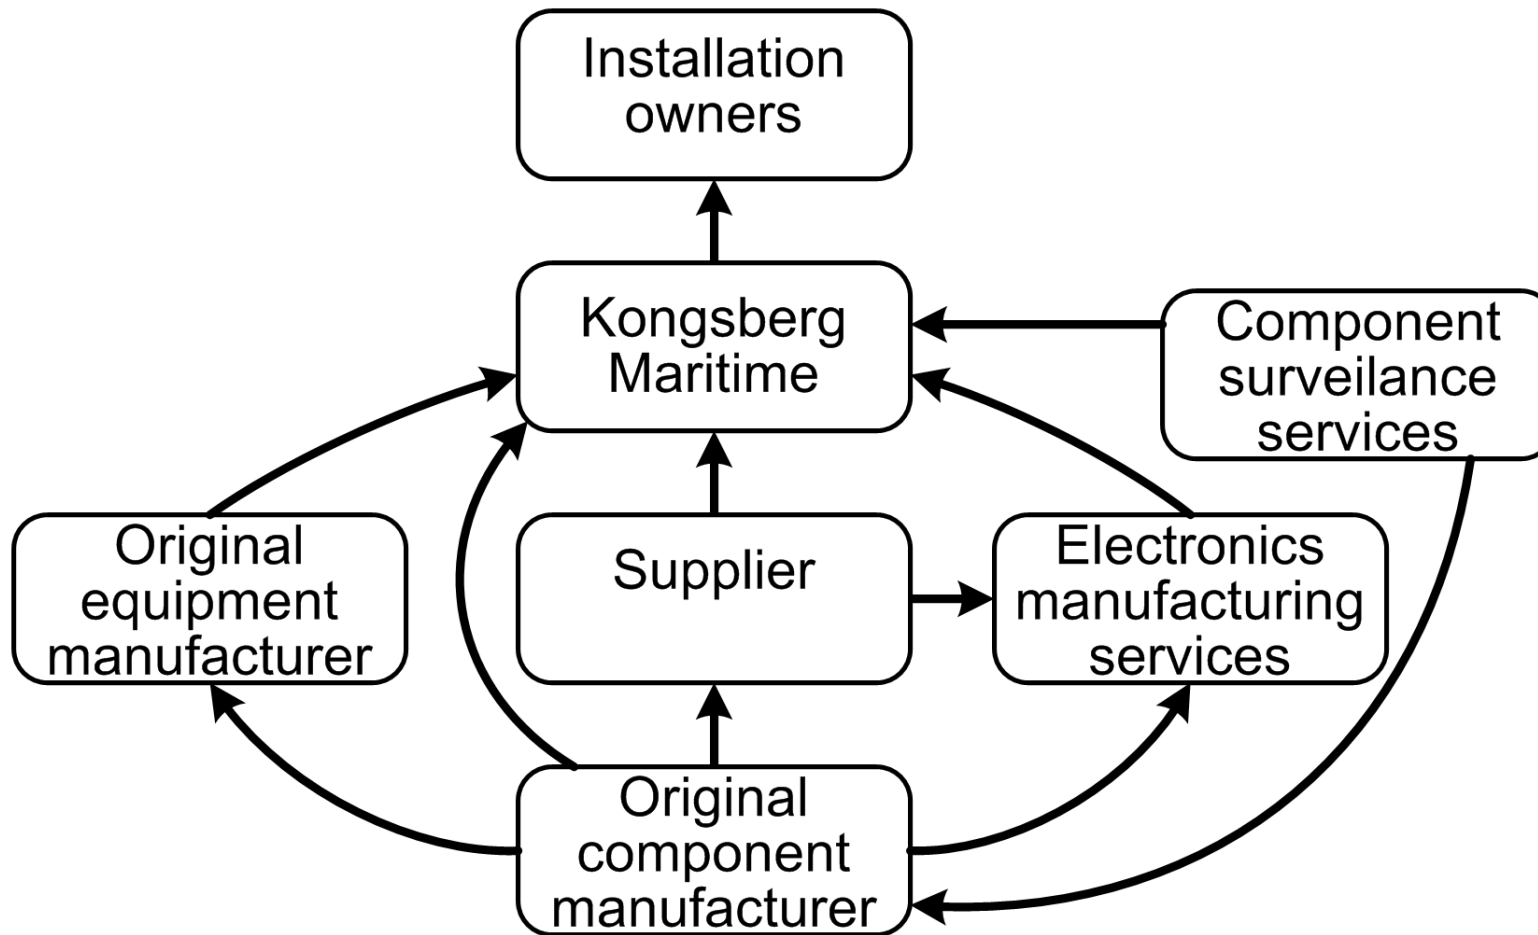 Installation
owners
Kongsberg
Maritime
Component
surveilance
services
Original
equipment
manufacturer
Supplier
Electronics
manufacturing
services
Original
component
manufacturer